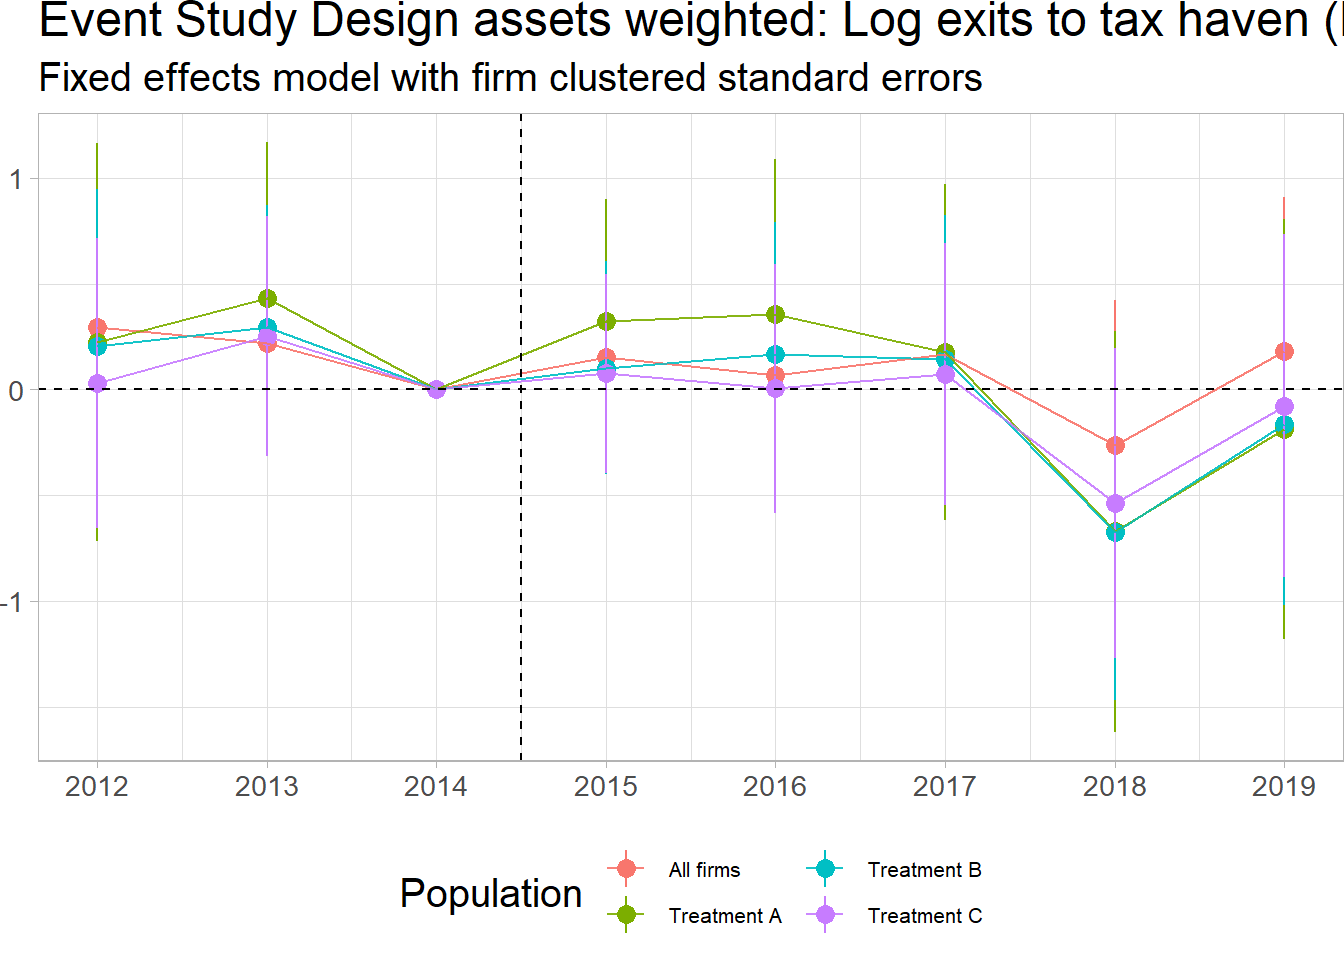 Event Study Design assets weighted: Log exits to tax haven (
Fixed effects model with firm clustered standard errors
1
0
-1
2012 2013 2014 2015 2016 2017 2018 2019
Population
All firms
Treatment A
Treatment B
Treatment C